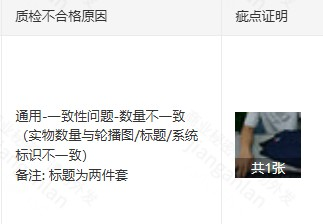 质检不合格原因
疵点证明
通用-一致性问题-数量不一致
（实物数量与轮播图/标题/系统
标识不一致）
备注: 标题为两件套
共1张